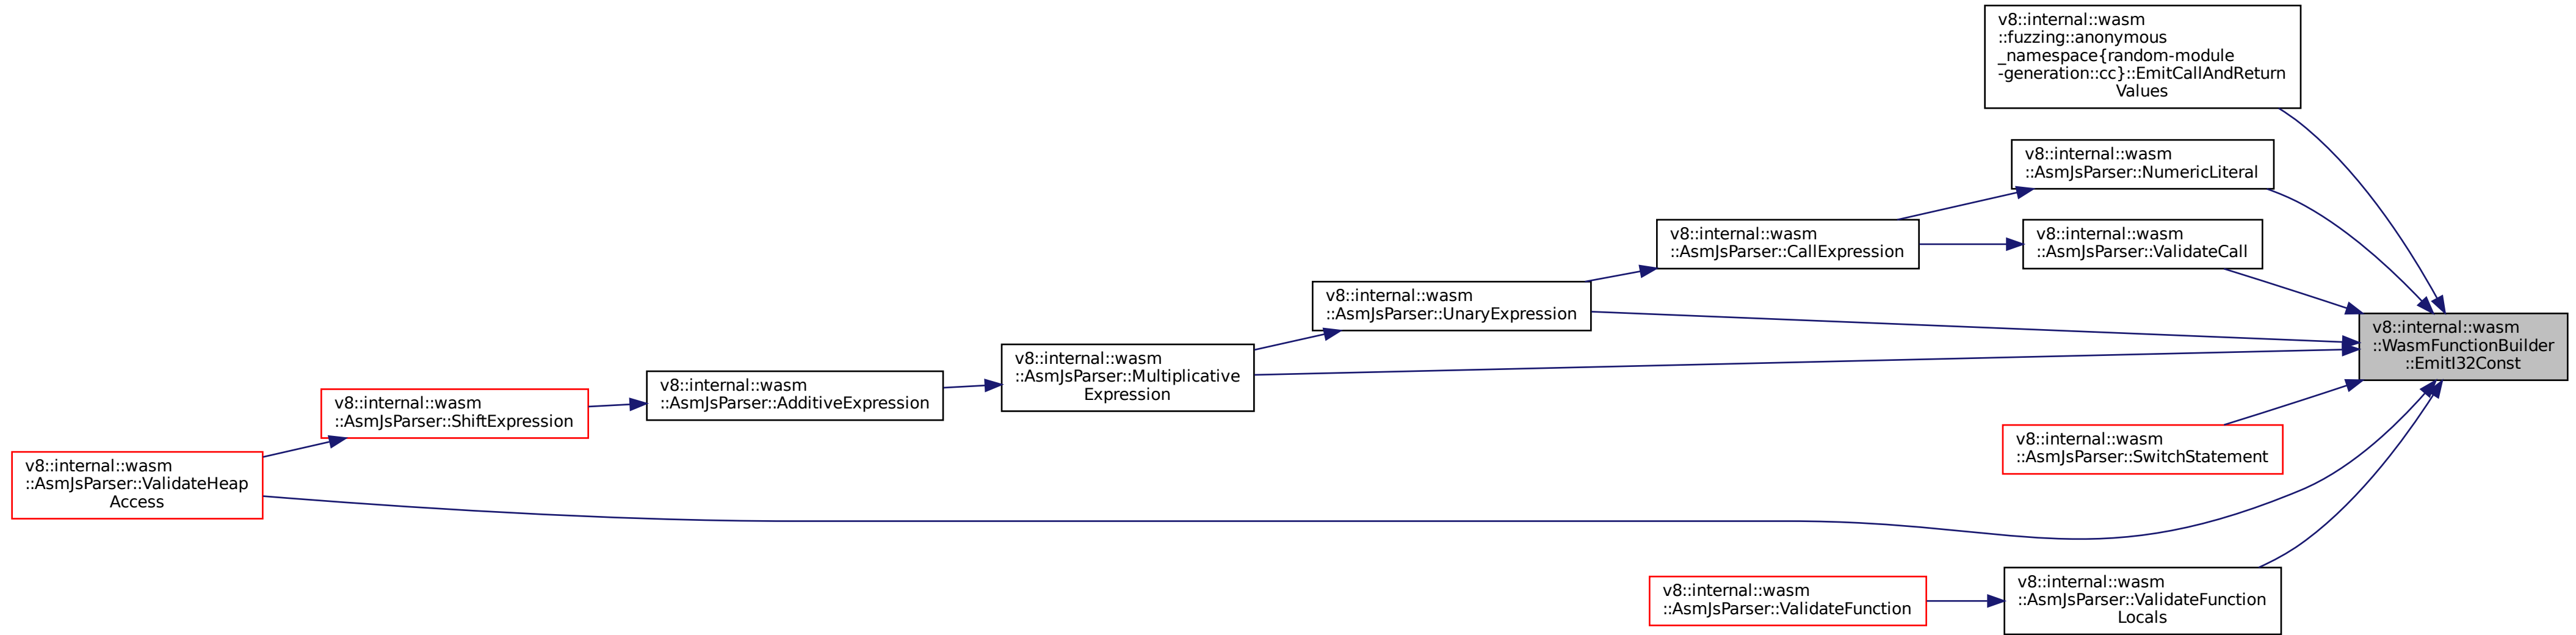 v8::internal::wasm
::fuzzing::anonymous
_namespace{random-module
-generation::cc}::EmitCallAndReturn
Values
v8::internal::wasm
::AsmJsParser::NumericLiteral
v8::internal::wasm
::AsmJsParser::CallExpression
v8::internal::wasm
::AsmJsParser::ValidateCall
v8::internal::wasm
::AsmJsParser::UnaryExpression
v8::internal::wasm
::WasmFunctionBuilder
::EmitI32Const
v8::internal::wasm
::AsmJsParser::Multiplicative
Expression
v8::internal::wasm
::AsmJsParser::AdditiveExpression
v8::internal::wasm
::AsmJsParser::ShiftExpression
v8::internal::wasm
::AsmJsParser::SwitchStatement
v8::internal::wasm
::AsmJsParser::ValidateHeap
Access
v8::internal::wasm
::AsmJsParser::ValidateFunction
v8::internal::wasm
::AsmJsParser::ValidateFunction
Locals